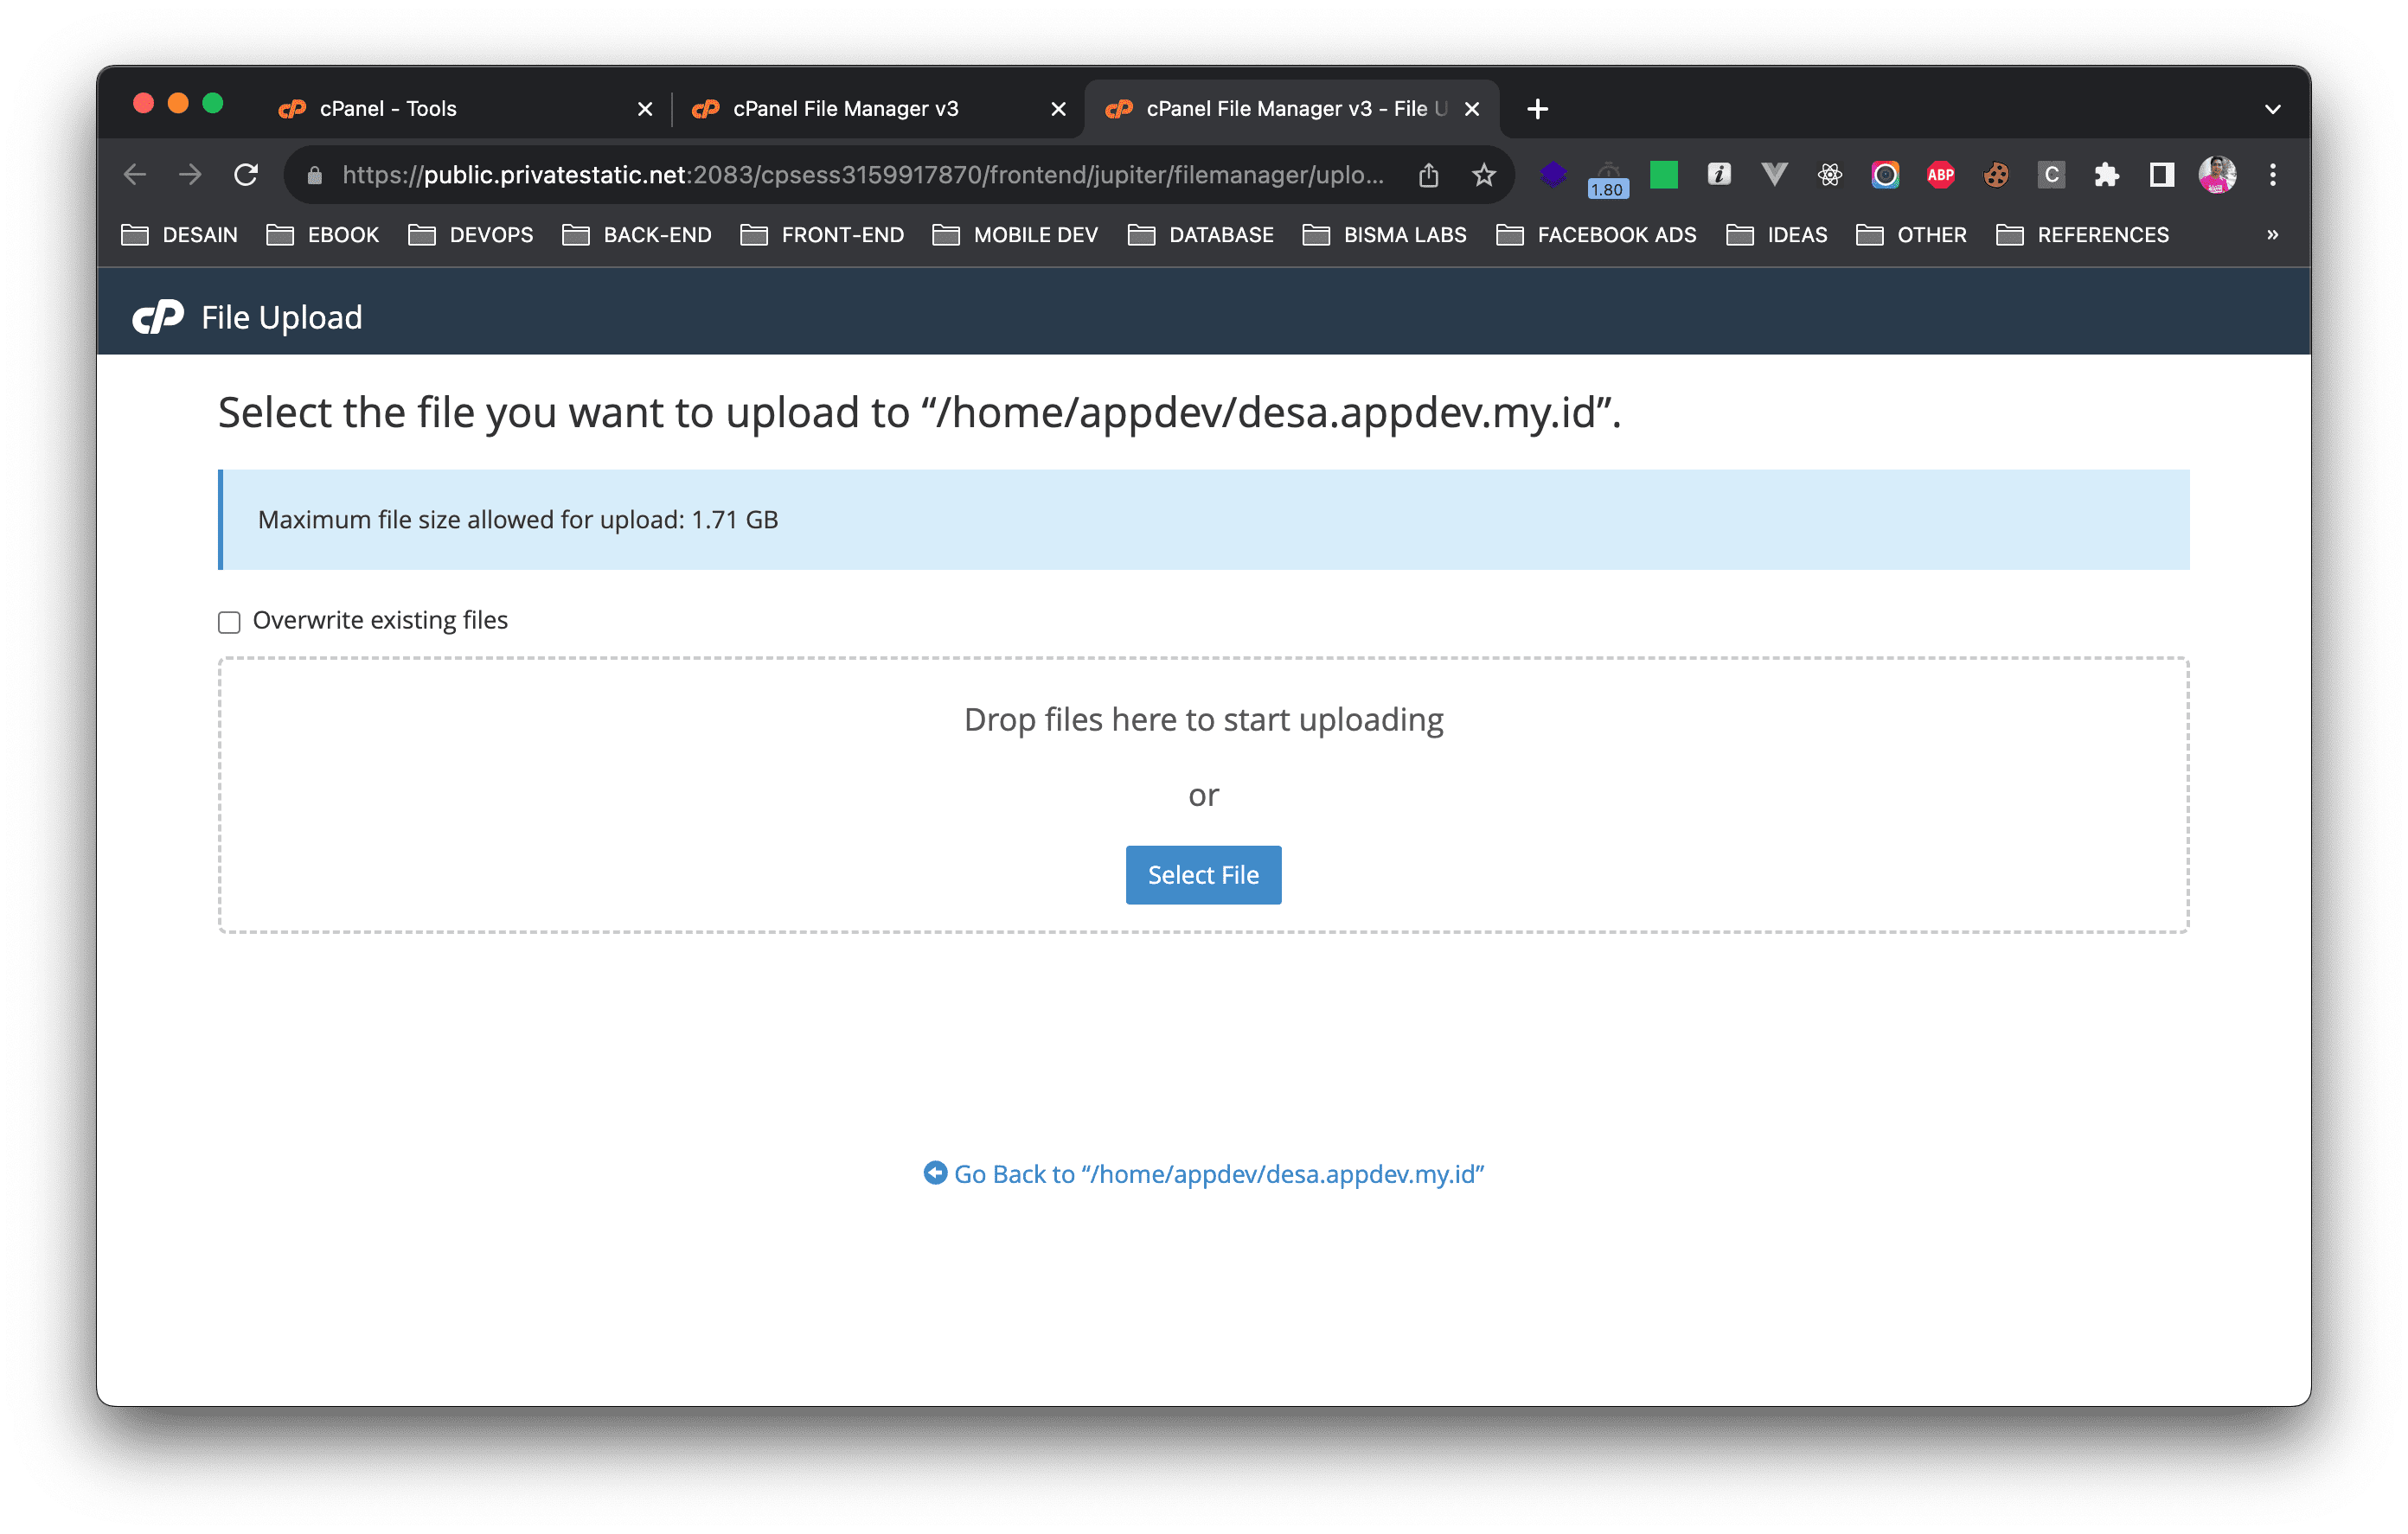 cPanel - Tools
cPanel File Manager v3
cPanel File Manager v3 - File U
https://public.privatestatic.net:2083/cpsess3159917870/frontend/jupiter/filemanager/uplo...
1.80
i
ABP
C
DESAIN
EBOOK
DEVOPS
BACK-END
FRONT-END
MOBILE DEV
DATABASE
BISMA LABS
FACEBOOK ADS
IDEAS
OTHER
REFERENCES
»
cP File Upload
Select the file you want to upload to “/home/appdev/desa.appdev.my.id”.
Maximum file size allowed for upload: 1.71 GB
Overwrite existing files
Drop files here to start uploading
or
Select File
Go Back to “/home/appdev/desa.appdev.my.id”